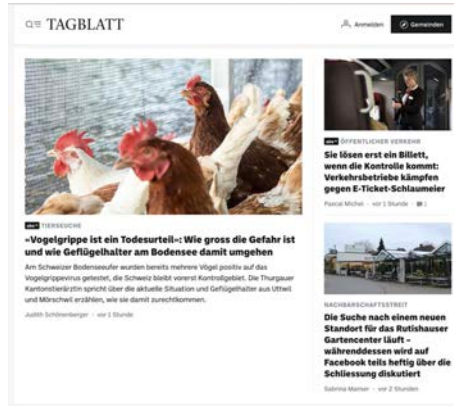 TAGBLATT
Anmelden
Gemeinden
abo+ TIERSEUCHE
«Vogelgrippe ist ein Todesurteil»: Wie gross die Gefahr ist
und wie Geflügelhalter am Bodensee damit umgehen
Am Schweizer Bodenseeufer wurden bereits mehrere Vögel positiv auf das
Vogelgrippevirus getestet, die Schweiz bleibt vorerst Kontrollgebiet. Die Thurgauer
Kantonstierärztin spricht über die aktuelle Situation und Geflügelhalter aus Uttwil
und Mörschwil erzählen, wie sie damit zurechtkommen.
Judith Schönenberger - vor 1 Stunde
abo+ ÖFFENTLICHER VERKEHR
Sie lösen erst ein Billett,
wenn die Kontrolle kommt:
Verkehrsbetriebe kämpfen
gegen E-Ticket-Schlaumeier
Pascal Michel - vor 1 Stunde - 1
NACHBARSCHAFTSSTREIT
Die Suche nach einem neuen
Standort für das Rutishauser
Gartencenter läuft –
währenddessen wird auf
Facebook teils heftig über die
Schliessung diskutiert
Sabrina Manser - vor 2 Stunden